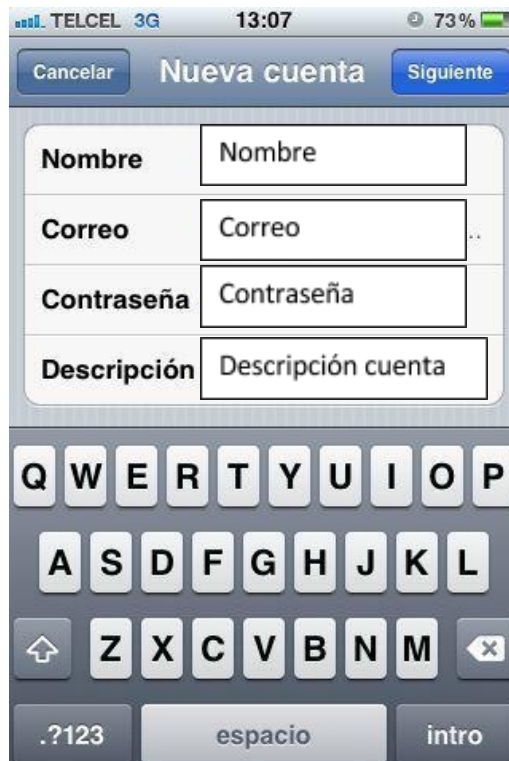 TELCEL 3G 13:07 73%
Cancelar Nueva cuenta Siguiente
Nombre Nombre
Correo Correo ..
Contraseña Contraseña
Descripción Descripción cuenta
Q W E R T Y U I O P
A S D F G H J K L
Z X C V B N M
.?123 espacio intro